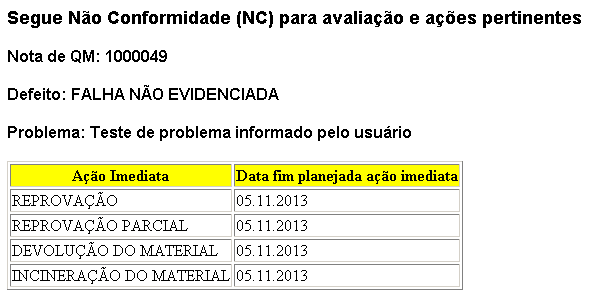 Segue Não Conformidade (NC) para avaliação e ações pertinentes
Nota de QM: 1000049
Defeito: FALHA NÃO EVIDENCIADA
Problema: Teste de problema informado pelo usuário
Ação Imediata Data fim planejada ação imediata
REPROVAÇÃO 05.11.2013
REPROVAÇÃO PARCIAL 05.11.2013
DEVOLUÇÃO DO MATERIAL 05.11.2013
INCINERAÇÃO DO MATERIAL 05.11.2013